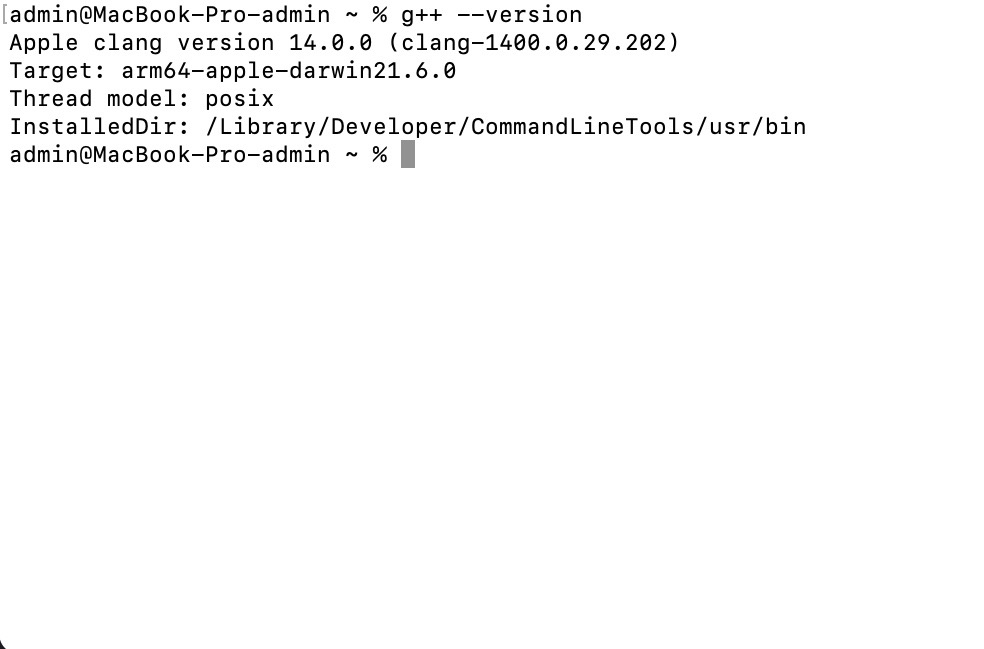 [admin@MacBook-Pro-admin ~ % g++ --version
Apple clang version 14.0.0 (clang-1400.0.29.202)
Target: arm64-apple-darwin21.6.0
Thread model: posix
InstalledDir: /Library/Developer/CommandLineTools/usr/bin
admin@MacBook-Pro-admin ~ %